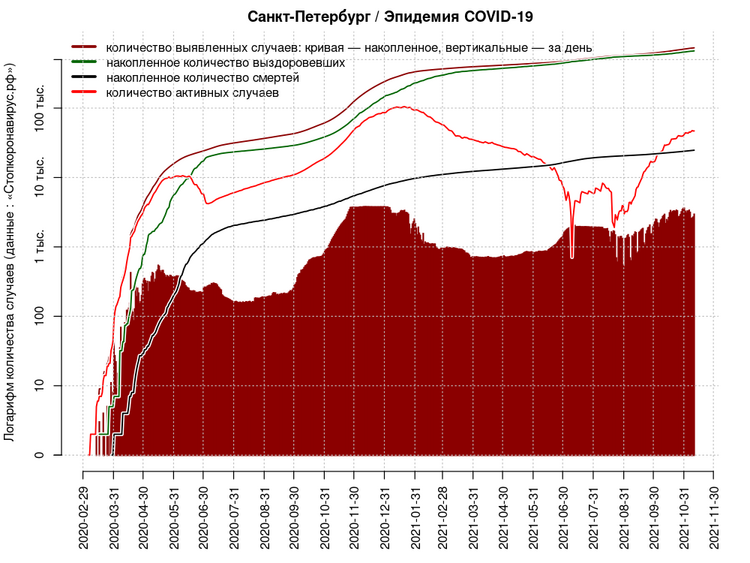 Санкт-Петербург / Эпидемия COVID-19
количество выявленных случаев: кривая — накопленное, вертикальные — за день
накопленное количество выздоровевших
накопленное количество смертей
количество активных случаев
Логарифм количества случаев (данные : «Стопкоронавирус.рф»)
100 тыс.
10 тыс.
1 тыс.
100
10
0
2020-02-29
2020-03-31
2020-04-30
2020-05-31
2020-06-30
2020-07-31
2020-08-31
2020-09-30
2020-10-31
2020-11-30
2020-12-31
2021-01-31
2021-02-28
2021-03-31
2021-04-30
2021-05-31
2021-06-30
2021-07-31
2021-08-31
2021-09-30
2021-10-31
2021-11-30